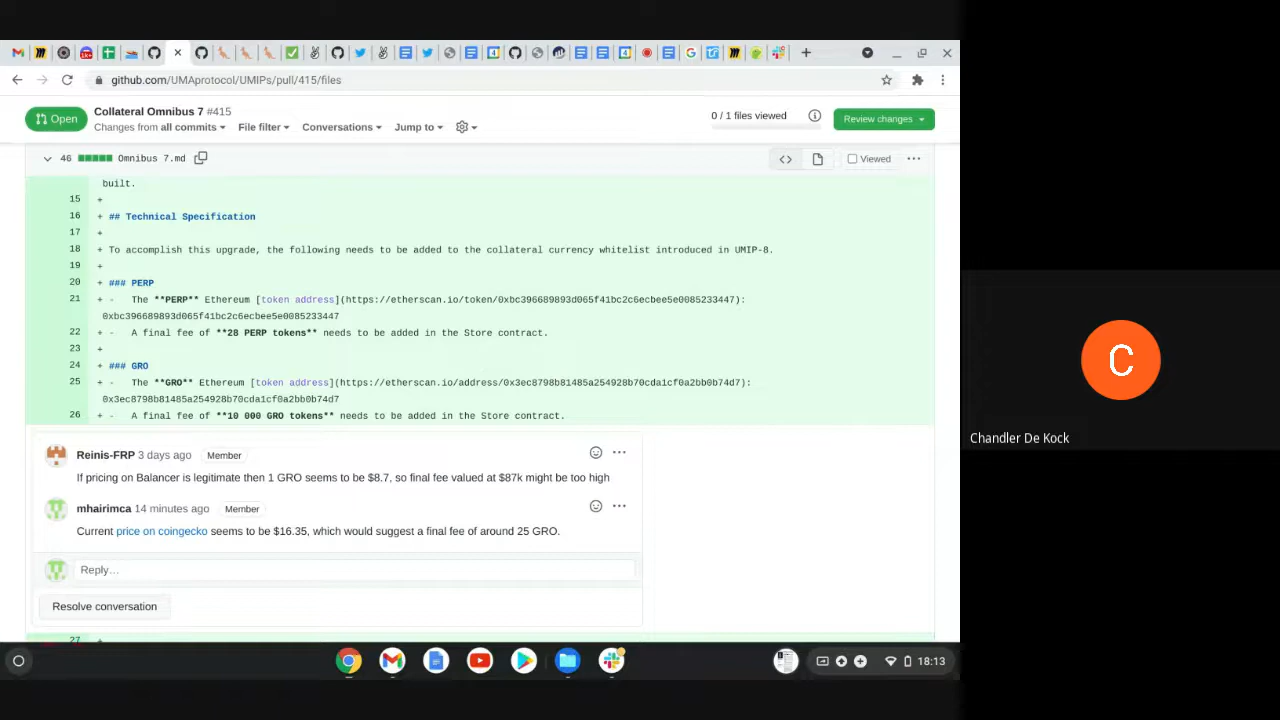 github.com/UMAprotocol/UMIPs/pull/415/files
Open
Collateral Omnibus 7 #415
Changes from all commits
File filter
Conversations
Jump to
0 / 1 files viewed
Review changes
46
Omnibus 7.md
Viewed
built.
15 +
16 + ## Technical Specification
17 +
18 + To accomplish this upgrade, the following needs to be added to the collateral currency whitelist introduced in UMIP-8.
19 +
20 + ### PERP
21 + - The **PERP** Ethereum [token address](https://etherscan.io/token/0xbc396689893d065f41bc2c6ecbee5e0085233447):
0xbc396689893d065f41bc2c6ecbee5e0085233447
22 + - A final fee of **28 PERP tokens** needs to be added in the Store contract.
23 +
24 + ### GRO
25 + - The **GRO** Ethereum [token address](https://etherscan.io/address/0x3ec8798b81485a254928b70cda1cf0a2bb0b74d7):
0x3ec8798b81485a254928b70cda1cf0a2bb0b74d7
26 + - A final fee of **10 000 GRO tokens** needs to be added in the Store contract.
Reinis-FRP 3 days ago Member
If pricing on Balancer is legitimate then 1 GRO seems to be $8.7, so final fee valued at $87k might be too high
mhairimca 14 minutes ago Member
Current price on coingecko seems to be $16.35, which would suggest a final fee of around 25 GRO.
Reply…
Resolve conversation
27 +
18:13
C
Chandler De Kock